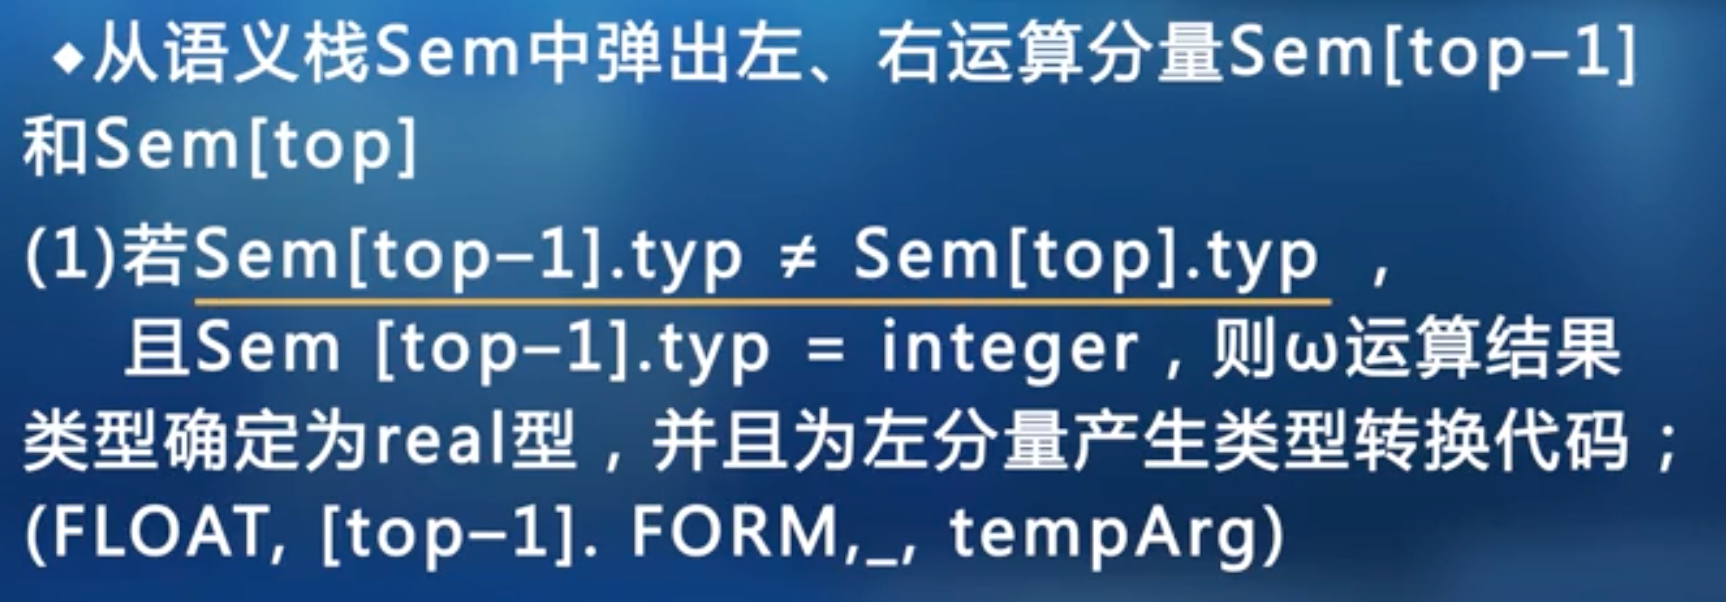 ◆从语义栈Sem中弹出左、右运算分量Sem[top–1]
和Sem[top]
(1)若Sem[top–1].typ ≠ Sem[top].typ ，
且Sem [top–1].typ = integer，则ω运算结果
类型确定为real型，并且为左分量产生类型转换代码；
(FLOAT, [top–1]. FORM,_, tempArg)